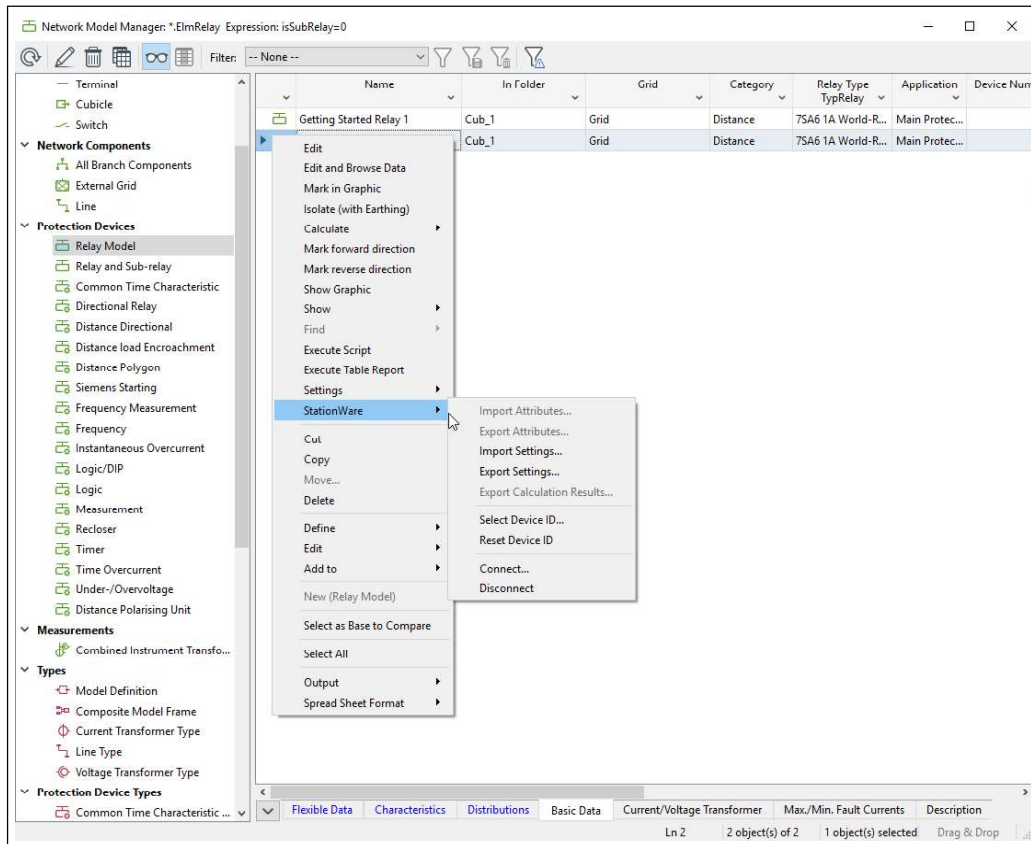 Network Model Manager: *.ElmRelay Expression: isSubRelay=0
Filter: -- None --
Terminal
Cubicle
Switch
Network Components
All Branch Components
External Grid
Line
Protection Devices
Relay Model
Relay and Sub-relay
Common Time Characteristic
Directional Relay
Distance Directional
Distance load Encroachment
Distance Polygon
Siemens Starting
Frequency Measurement
Frequency
Instantaneous Overcurrent
Logic/DIP
Logic
Measurement
Recloser
Timer
Time Overcurrent
Under-/Overvoltage
Distance Polarising Unit
Measurements
Combined Instrument Transfo...
Types
Model Definition
Composite Model Frame
Current Transformer Type
Line Type
Voltage Transformer Type
Protection Device Types
Common Time Characteristic ...
Name In Folder Grid Category Relay Type Application Device Num
TypRelay
Getting Started Relay 1 Cub_1 Grid Distance 7SA6 1A World-R... Main Protec...
Cub_1 Grid Distance 7SA6 1A World-R... Main Protec...
Edit
Edit and Browse Data
Mark in Graphic
Isolate (with Earthing)
Calculate
Mark forward direction
Mark reverse direction
Show Graphic
Show
Find
Execute Script
Execute Table Report
Settings
StationWare
Cut
Copy
Move...
Delete
Define
Edit
Add to
New (Relay Model)
Select as Base to Compare
Select All
Output
Spread Sheet Format
Import Attributes...
Export Attributes...
Import Settings...
Export Settings...
Export Calculation Results...
Select Device ID...
Reset Device ID
Connect...
Disconnect
Flexible Data Characteristics Distributions Basic Data Current/Voltage Transformer Max./Min. Fault Currents Description
Ln 2 2 object(s) of 2 1 object(s) selected Drag & Drop